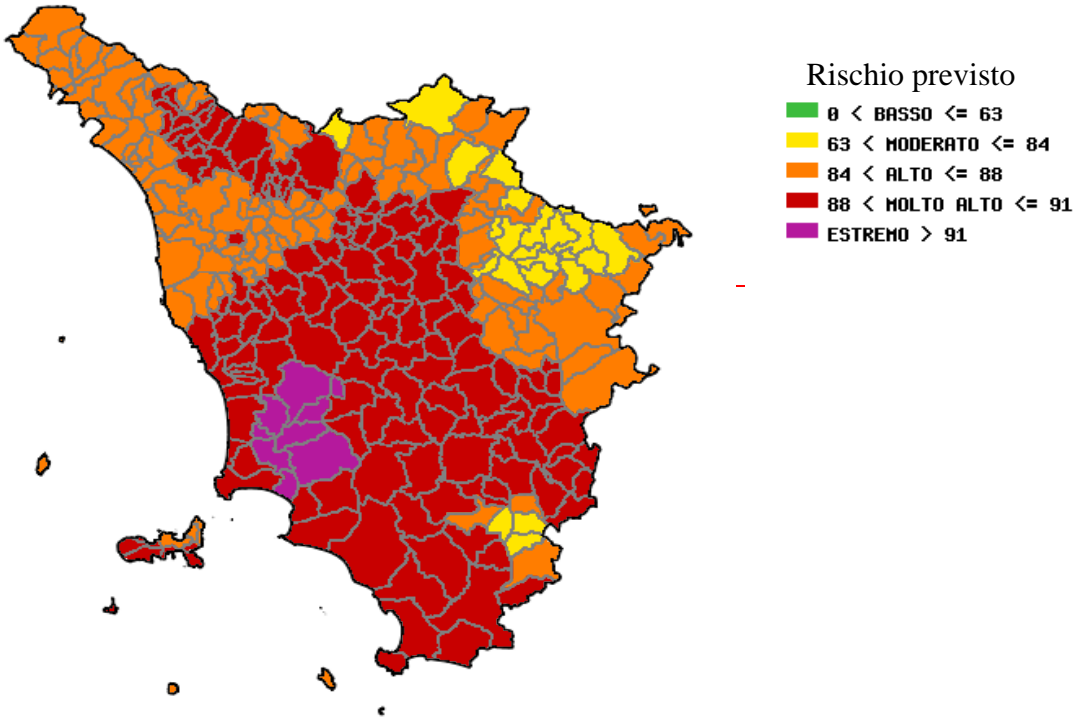 Rischio previsto
0 < BASSO <= 63
63 < MODERATO <= 84
84 < ALTO <= 88
88 < MOLTO ALTO <= 91
ESTREMO > 91